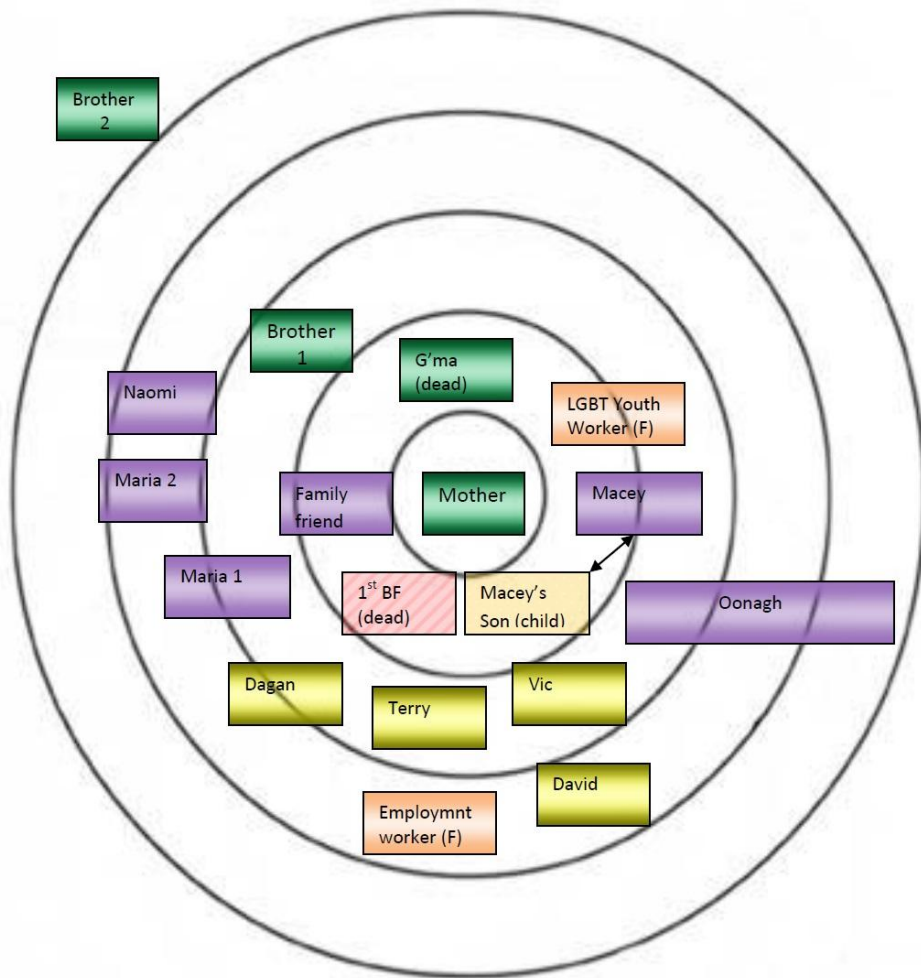 Brother
2
Brother
1
G'ma
(dead)
Naomi
LGBT Youth
Worker (F)
Maria 2
Family
friend
Mother
Macey
Maria 1
1st BF
(dead)
Macey's
Son (child)
Oonagh
Dagan
Terry
Vic
David
Employmnt
worker (F)